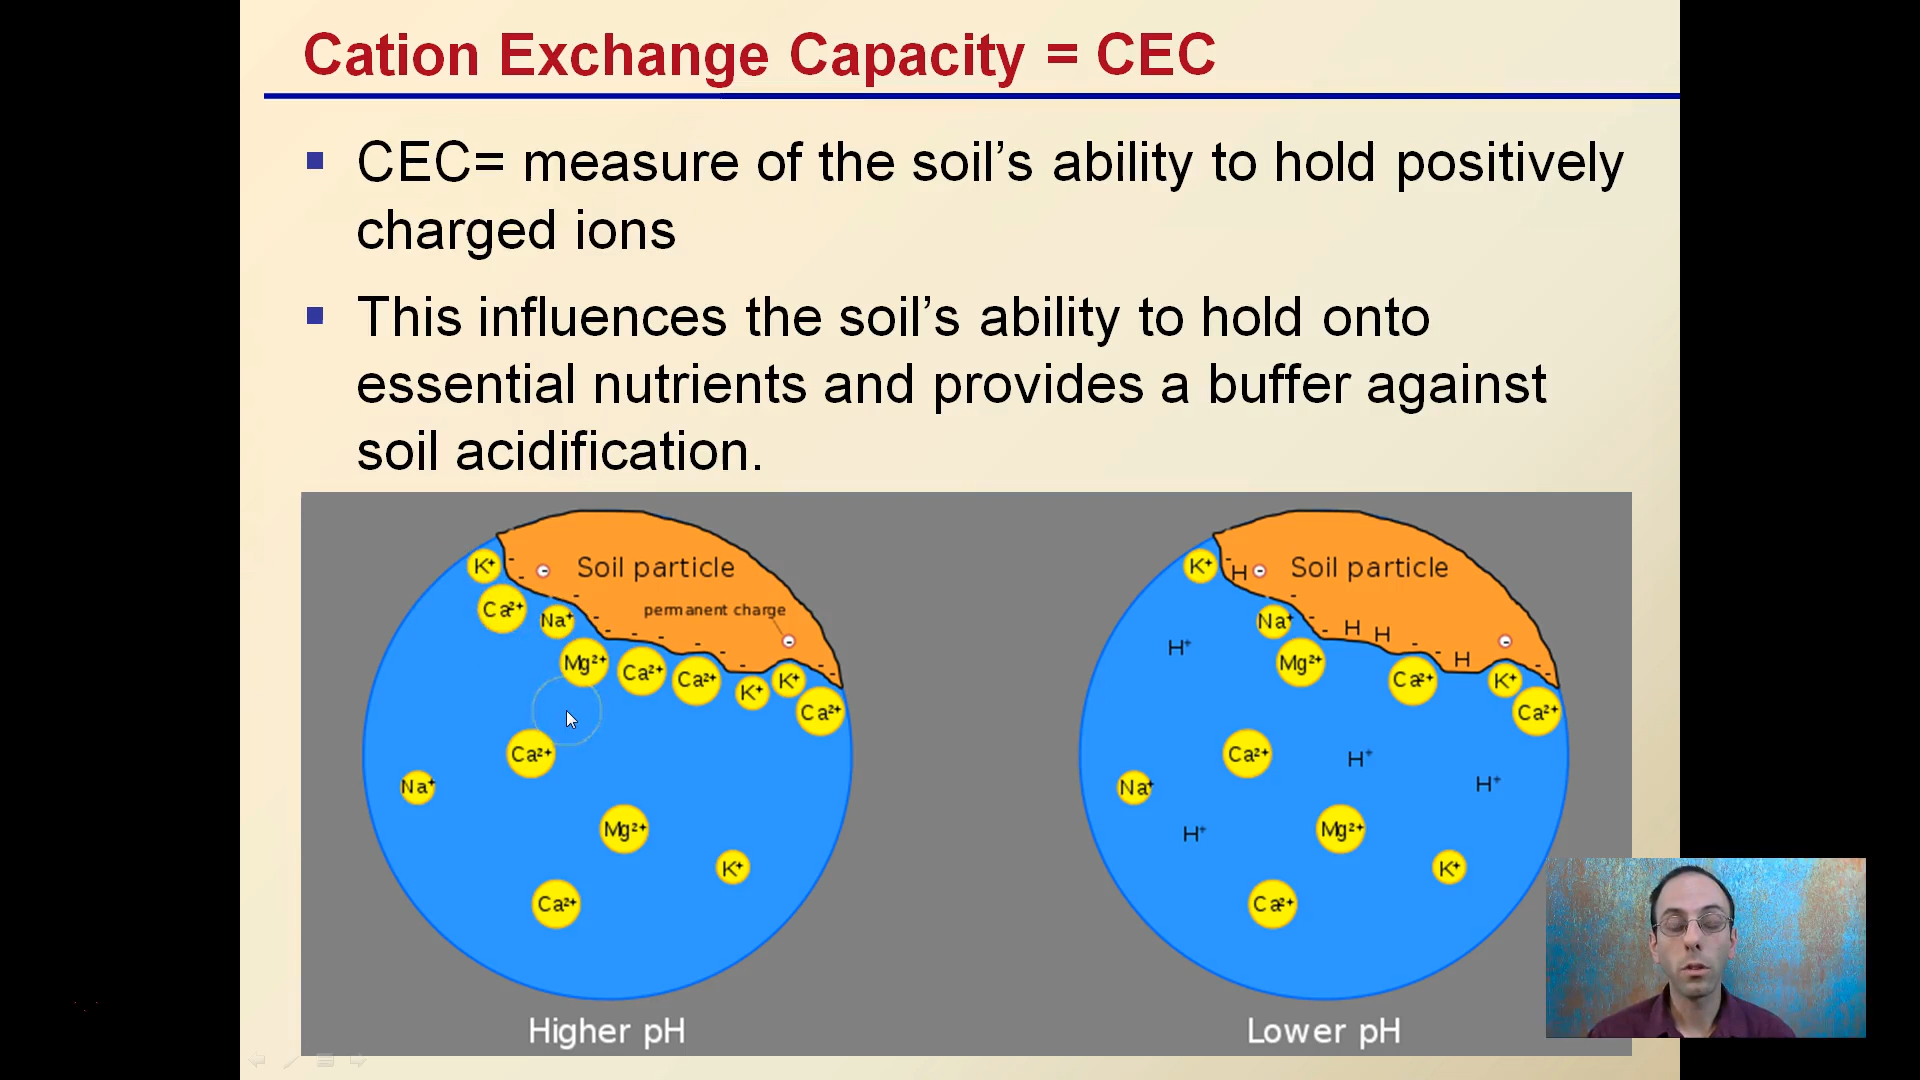 Cation Exchange Capacity = CEC
CEC= measure of the soil’s ability to hold positively
charged ions
This influences the soil’s ability to hold onto
essential nutrients and provides a buffer against
soil acidification.
Soil particle
permanent charge
K⁺
Ca²⁺
Na⁺
Mg²⁺
Ca²⁺
Ca²⁺
K⁺
K⁺
Ca²⁺
Ca²⁺
Na⁺
Mg²⁺
K⁺
Ca²⁺
Higher pH
Soil particle
K⁺
H
Na⁺
H H
H
H⁺
Mg²⁺
Ca²⁺
K⁺
Ca²⁺
Ca²⁺
H⁺
Na⁺
H⁺
H⁺
Mg²⁺
K⁺
Ca²⁺
Lower pH